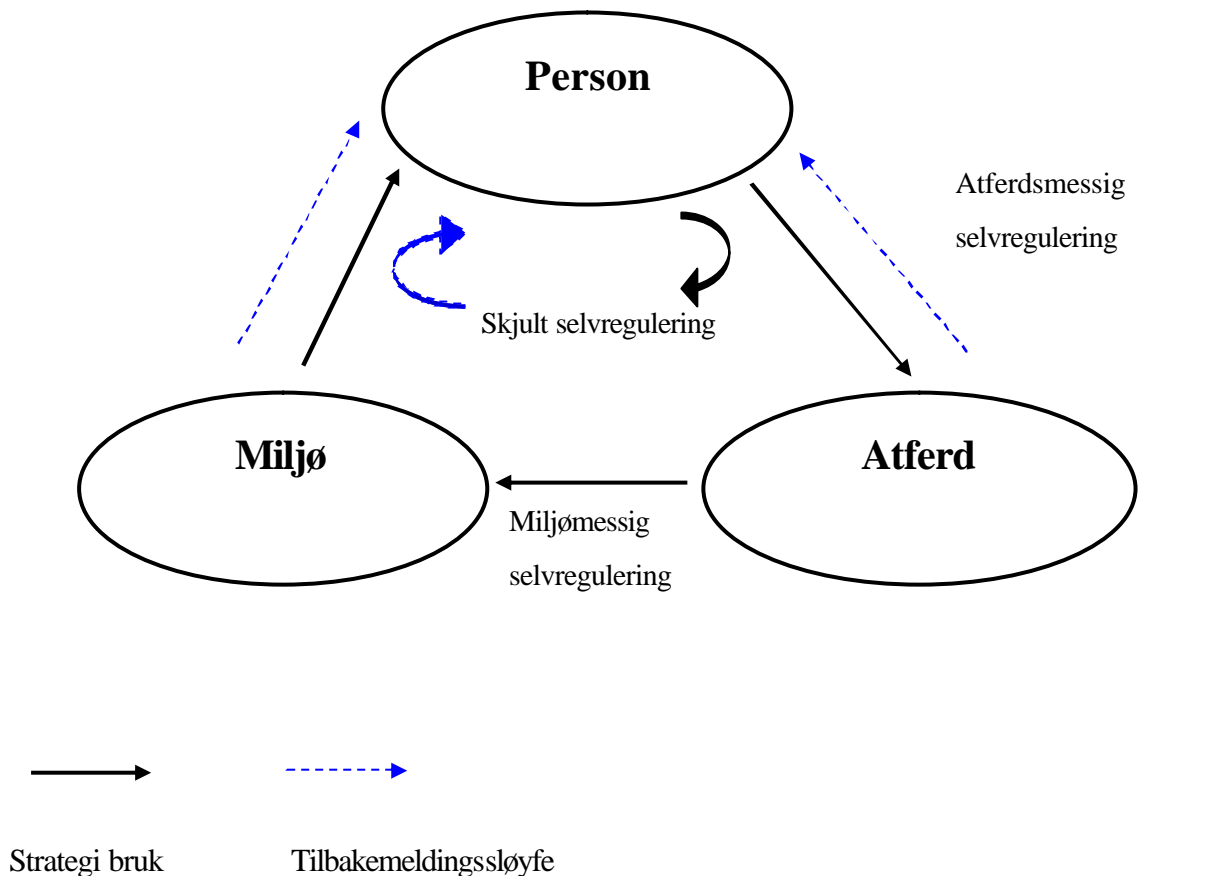 Person
Atferdsmessig
selvregulering
Skjult selvregulering
Miljø
Atferd
Miljømessig
selvregulering
Strategi bruk
Tilbakemeldingssløyfe